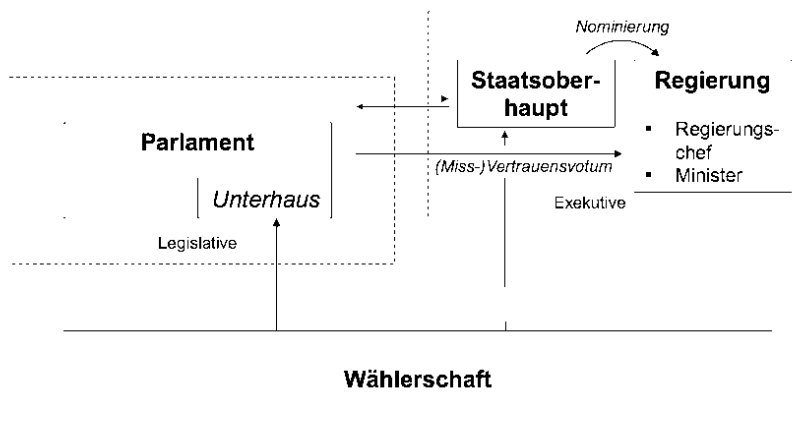 Nominierung
Staatsober-
haupt
Regierung
Parlament
▪ Regierungs-
chef
▪ Minister
(Miss-)Vertrauensvotum
Unterhaus
Exekutive
Legislative
Wählerschaft